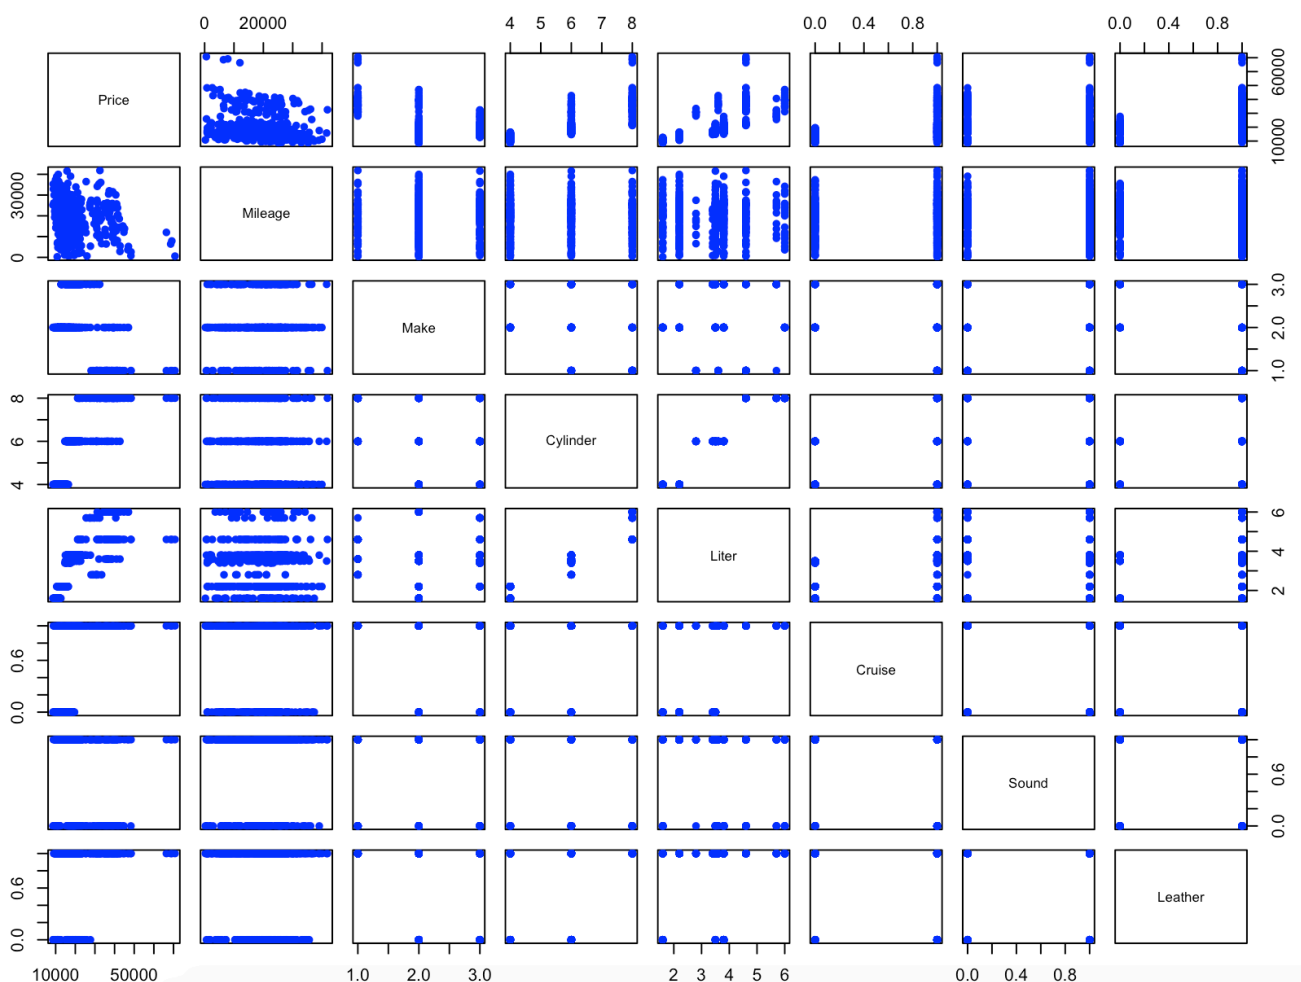 0 20000 4 5 6 7 8 0.0 0.4 0.8 0.0 0.4 0.8
Price 10000 60000
0 30000 Mileage
Make 1.0 2.0 3.0
4 6 8 Cylinder
Liter 2 4 6
0.0 0.6 Cruise
Sound 0.0 0.6
0.0 0.6 Leather
10000 50000 1.0 2.0 3.0 2 3 4 5 6 0.0 0.4 0.8